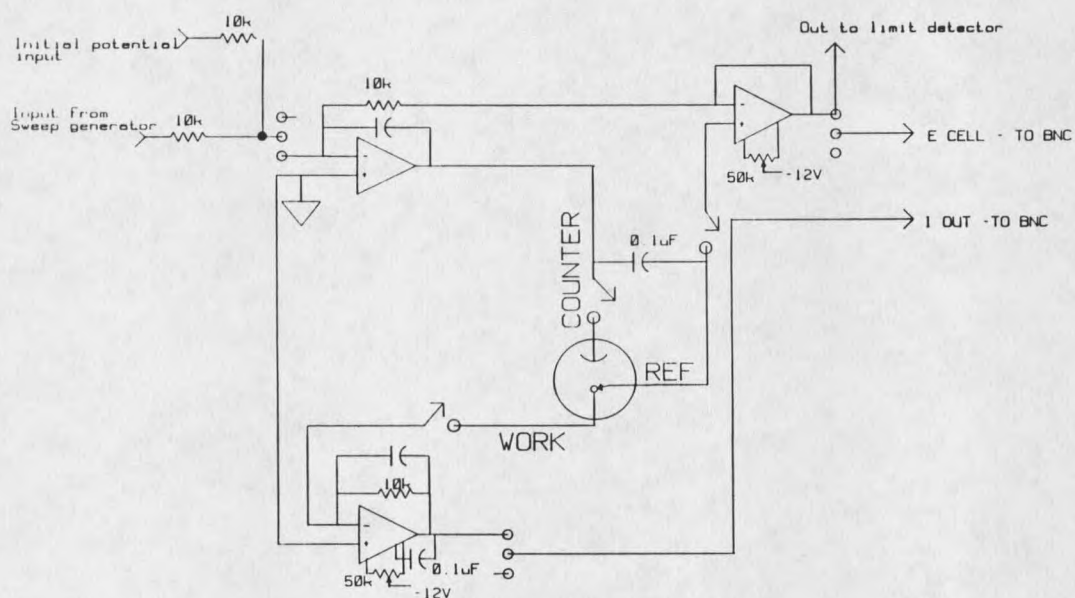 10k
Out to limit detector
Initial potential
input
10k
Input from
Sweep generator
10k
-
+
-
+
E CELL - TO BNC
50k
-12V
I OUT -TO BNC
COUNTER
0.1uF
REF
WORK
10k
-
+
50k
0.1uF
-12V